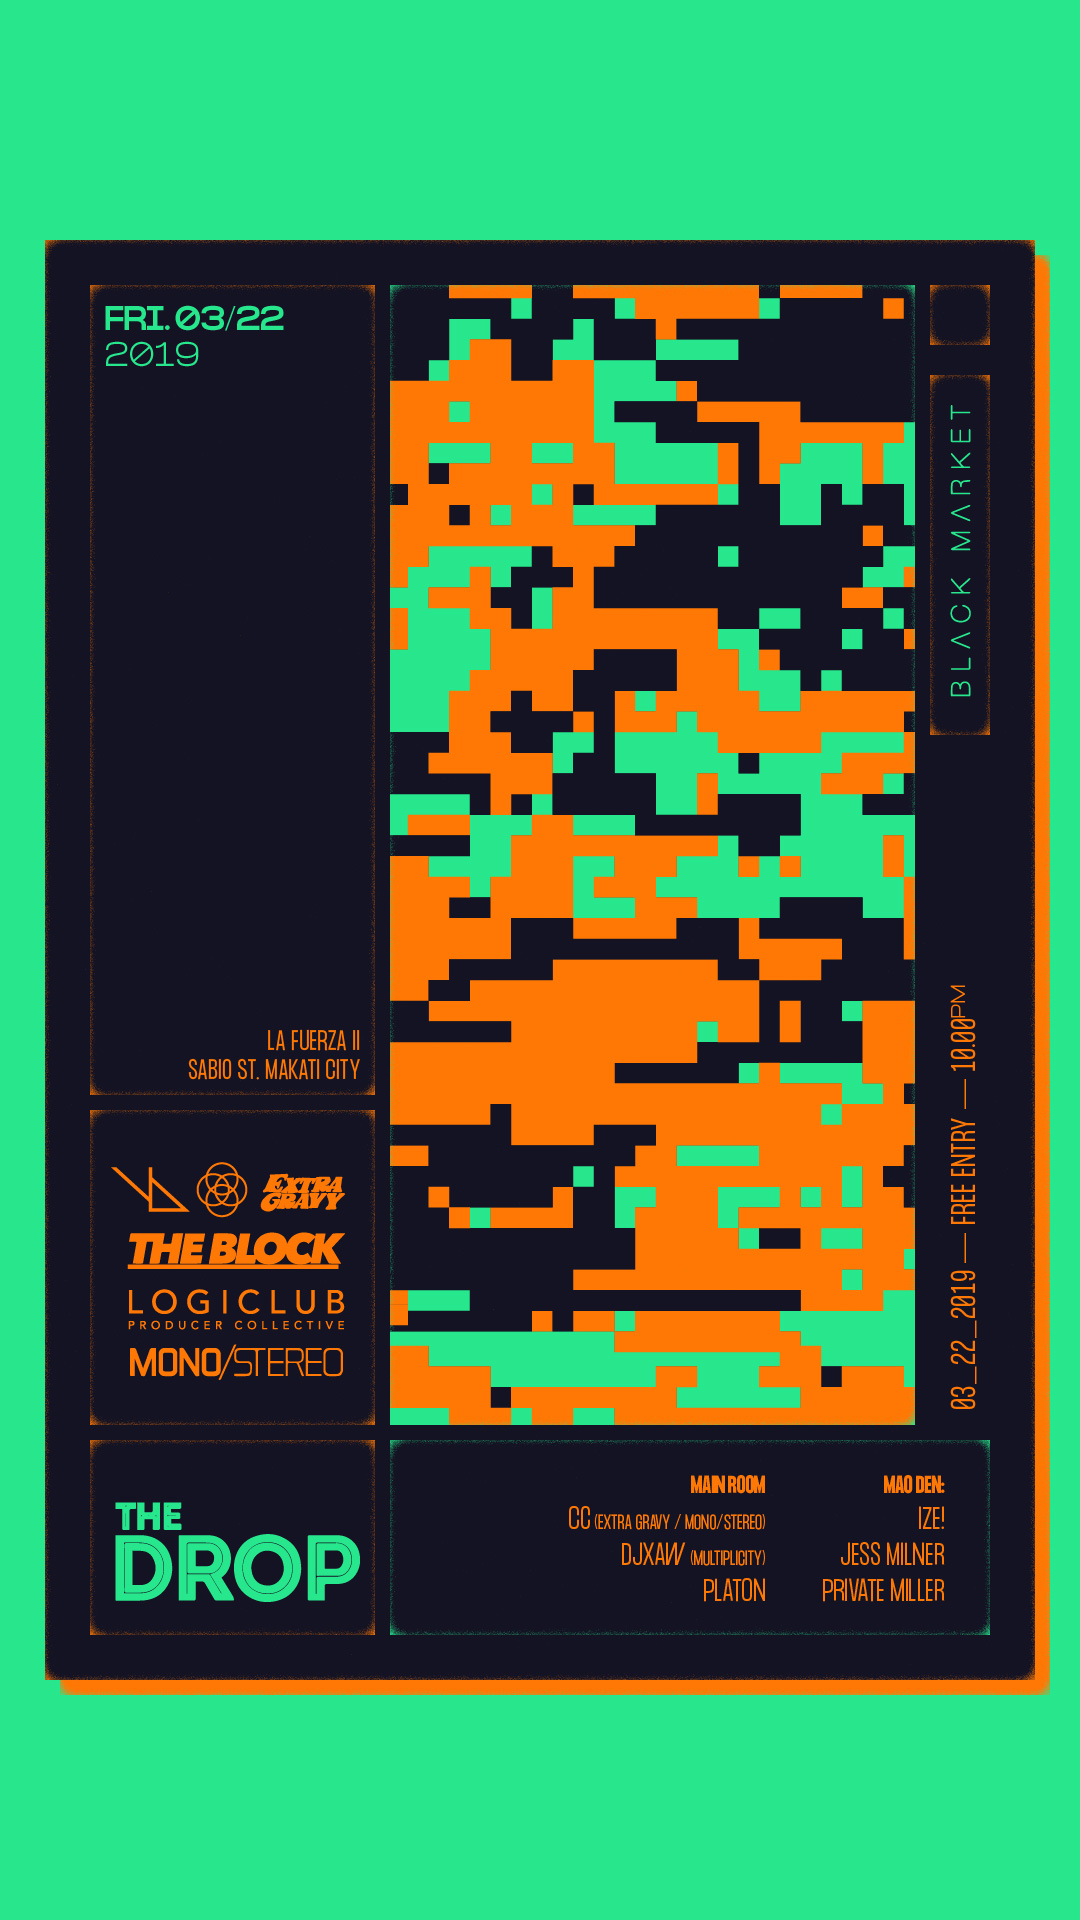 FRI. 03/22
2019
LA FUERZA II
SABIO ST. MAKATI CITY
BLACK MARKET
03_22_2019 — FREE ENTRY — 10.00PM
EXTRA
GRAVY
THE BLOCK
LOGICLUB
PRODUCER COLLECTIVE
MONO/STEREO
THE
DROP
MAIN ROOM
CC (EXTRA GRAVY / MONO/STEREO)
DJXAW (MULTIPLICITY)
PLATON
MAO DEN:
IZE!
JESS MILNER
PRIVATE MILLER